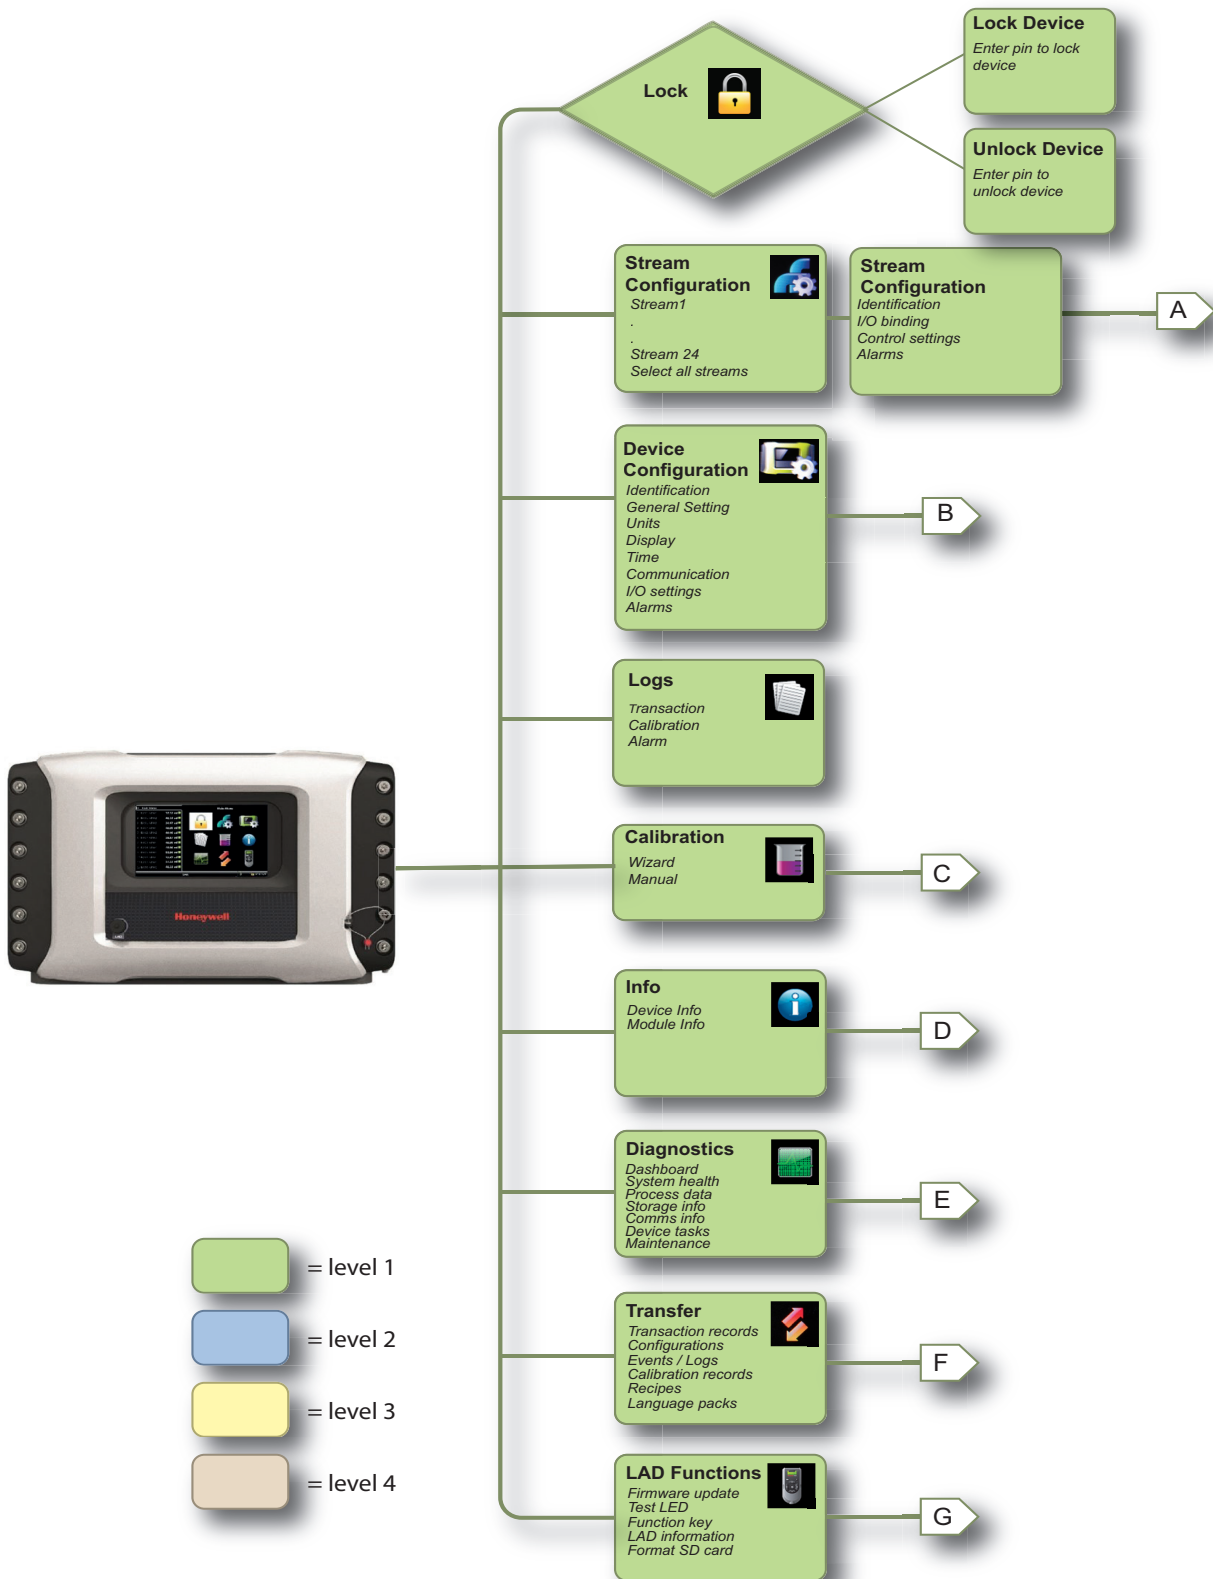 Lock
Lock Device
Enter pin to lock
device
Unlock Device
Enter pin to
unlock device
Stream
Configuration
Stream1
.
.
Stream 24
Select all streams
Stream
Configuration
Identification
I/O binding
Control settings
Alarms
A
Device
Configuration
Identification
General Setting
Units
Display
Time
Communication
I/O settings
Alarms
B
Logs
Transaction
Calibration
Alarm
Honeywell
Calibration
Wizard
Manual
C
Info
Device Info
Module Info
D
Diagnostics
Dashboard
System health
Process data
Storage info
Comms info
Device tasks
Maintenance
E
Transfer
Transaction records
Configurations
Events / Logs
Calibration records
Recipes
Language packs
F
LAD Functions
Firmware update
Test LED
Function key
LAD information
Format SD card
G
= level 1
= level 2
= level 3
= level 4